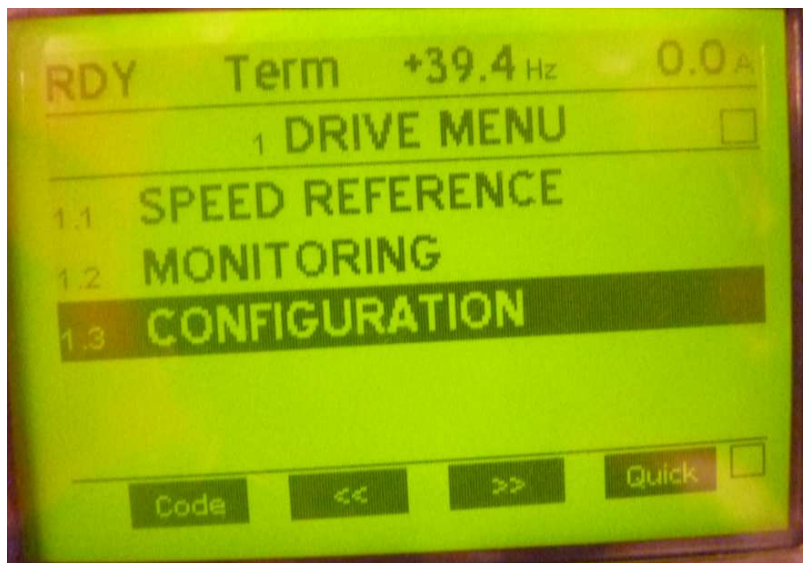 RDY Term +39.4 Hz 0.0 A
1 DRIVE MENU
1.1 SPEED REFERENCE
1.2 MONITORING
1.3 CONFIGURATION
Code << >> Quick